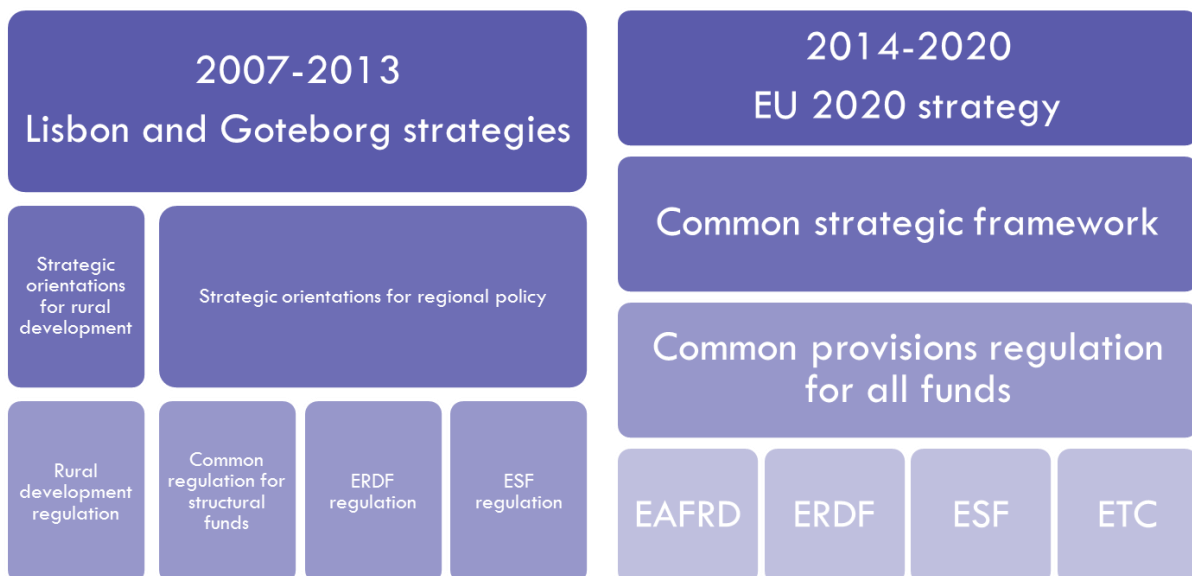 2007-2013
Lisbon and Goteborg strategies
Strategic
orientations
for rural
development
Strategic orientations for regional policy
Rural
development
regulation
Common
regulation for
structural
funds
ERDF
regulation
ESF
regulation
2014-2020
EU 2020 strategy
Common strategic framework
Common provisions regulation
for all funds
EAFRD
ERDF
ESF
ETC